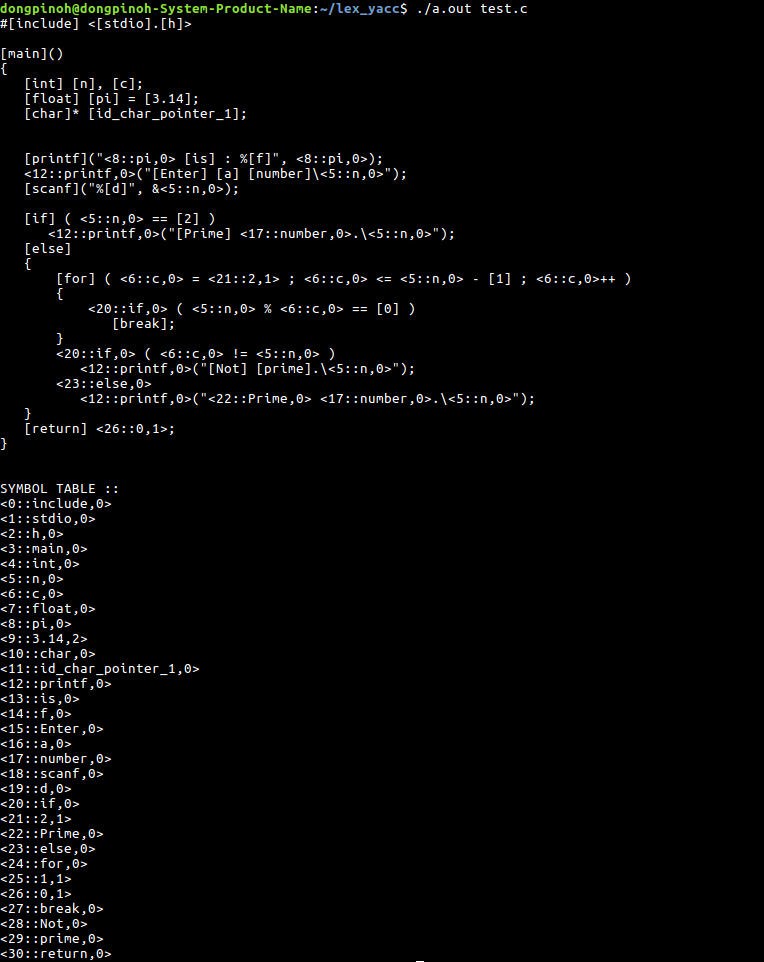 dongpinoh@dongpinoh-System-Product-Name:~/lex_yacc$ ./a.out test.c
#[include] <[stdio].[h]>

[main]()
{
   [int] [n], [c];
   [float] [pi] = [3.14];
   [char]* [id_char_pointer_1];


   [printf]("<8::pi,0> [is] : %[f]", <8::pi,0>);
   <12::printf,0>("[Enter] [a] [number]\<5::n,0>");
   [scanf]("%[d]", &<5::n,0>);

   [if] ( <5::n,0> == [2] )
      <12::printf,0>("[Prime] <17::number,0>.\<5::n,0>");
   [else]
   {
       [for] ( <6::c,0> = <21::2,1> ; <6::c,0> <= <5::n,0> - [1] ; <6::c,0>++ )
       {
           <20::if,0> ( <5::n,0> % <6::c,0> == [0] )
              [break];
       }
       <20::if,0> ( <6::c,0> != <5::n,0> )
          <12::printf,0>("[Not] [prime].\<5::n,0>");
       <23::else,0>
          <12::printf,0>("<22::Prime,0> <17::number,0>.\<5::n,0>");
   }
   [return] <26::0,1>;
}


SYMBOL TABLE ::
<0::include,0>
<1::stdio,0>
<2::h,0>
<3::main,0>
<4::int,0>
<5::n,0>
<6::c,0>
<7::float,0>
<8::pi,0>
<9::3.14,2>
<10::char,0>
<11::id_char_pointer_1,0>
<12::printf,0>
<13::is,0>
<14::f,0>
<15::Enter,0>
<16::a,0>
<17::number,0>
<18::scanf,0>
<19::d,0>
<20::if,0>
<21::2,1>
<22::Prime,0>
<23::else,0>
<24::for,0>
<25::1,1>
<26::0,1>
<27::break,0>
<28::Not,0>
<29::prime,0>
<30::return,0>